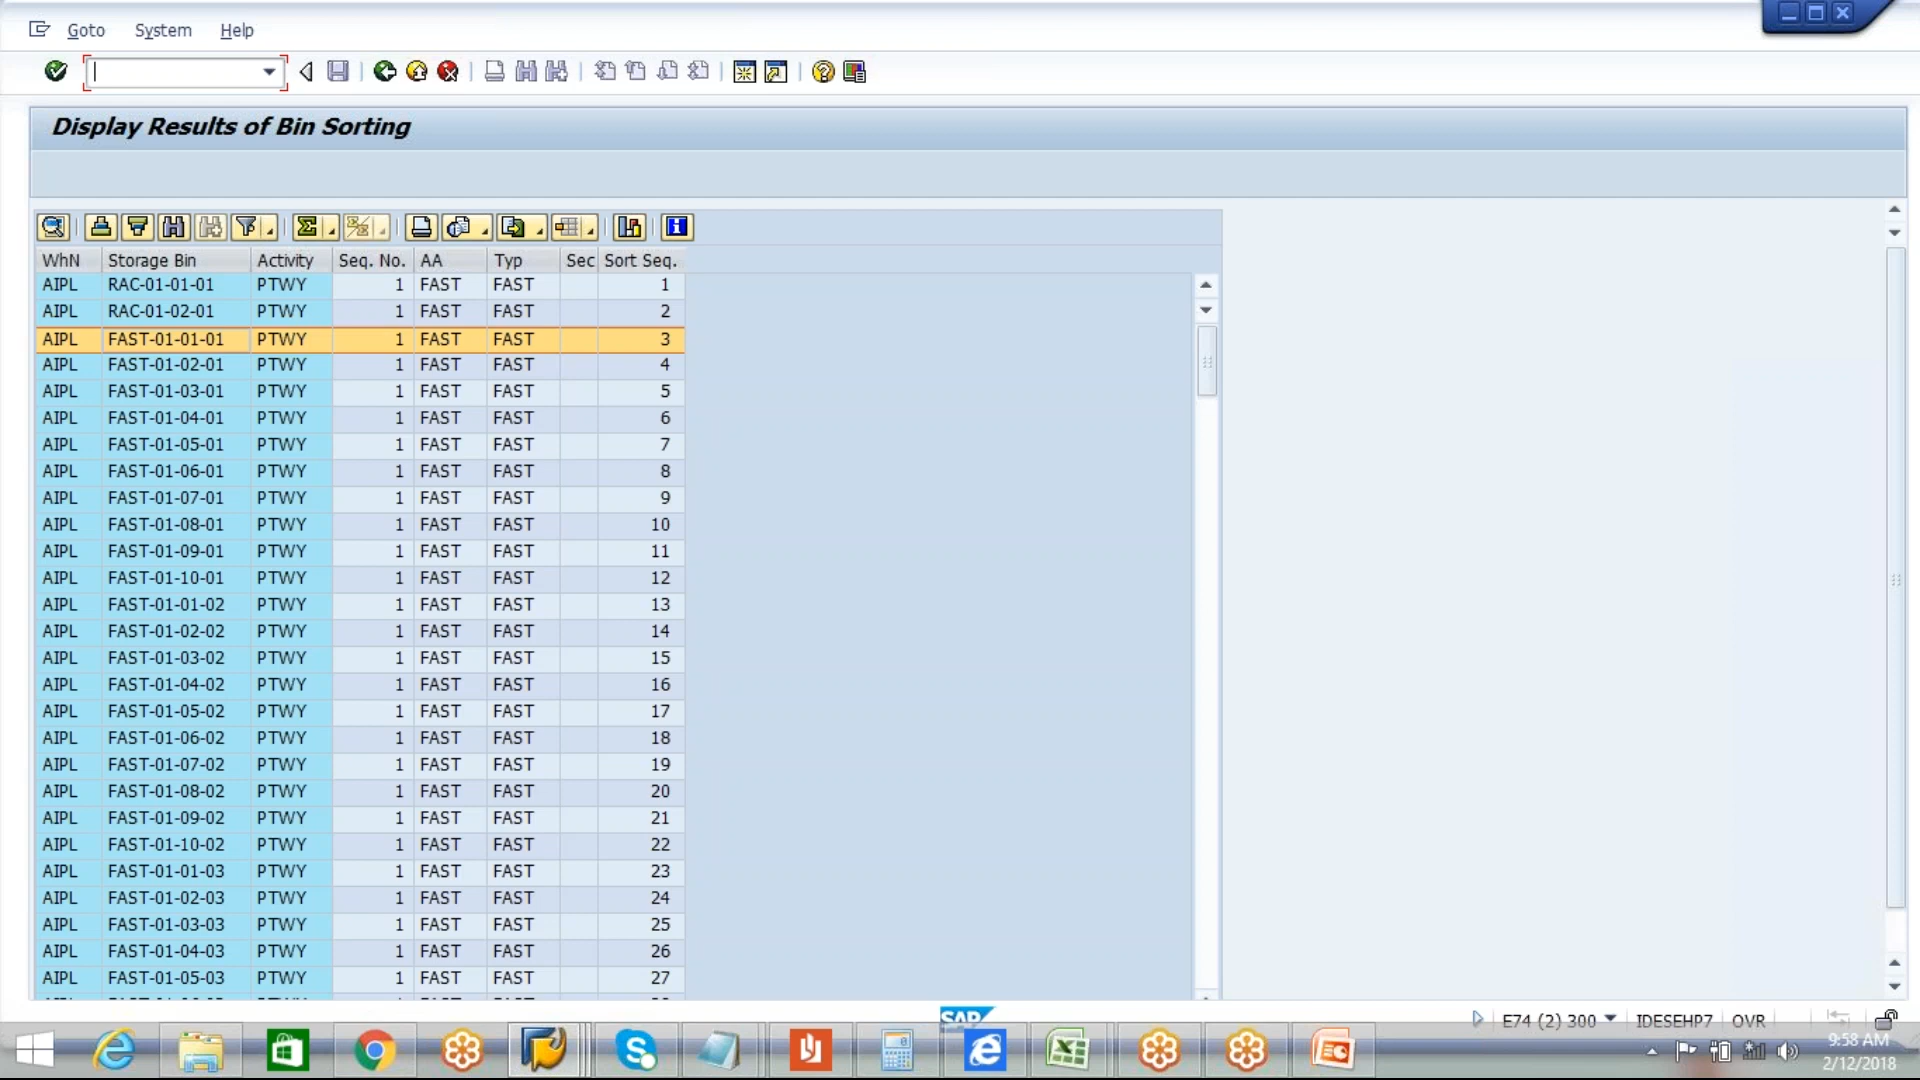 Goto System Help
Display Results of Bin Sorting
WhN Storage Bin Activity Seq. No. AA Typ Sec Sort Seq.
AIPL RAC-01-01-01 PTWY 1 FAST FAST 1
AIPL RAC-01-02-01 PTWY 1 FAST FAST 2
AIPL FAST-01-01-01 PTWY 1 FAST FAST 3
AIPL FAST-01-02-01 PTWY 1 FAST FAST 4
AIPL FAST-01-03-01 PTWY 1 FAST FAST 5
AIPL FAST-01-04-01 PTWY 1 FAST FAST 6
AIPL FAST-01-05-01 PTWY 1 FAST FAST 7
AIPL FAST-01-06-01 PTWY 1 FAST FAST 8
AIPL FAST-01-07-01 PTWY 1 FAST FAST 9
AIPL FAST-01-08-01 PTWY 1 FAST FAST 10
AIPL FAST-01-09-01 PTWY 1 FAST FAST 11
AIPL FAST-01-10-01 PTWY 1 FAST FAST 12
AIPL FAST-01-01-02 PTWY 1 FAST FAST 13
AIPL FAST-01-02-02 PTWY 1 FAST FAST 14
AIPL FAST-01-03-02 PTWY 1 FAST FAST 15
AIPL FAST-01-04-02 PTWY 1 FAST FAST 16
AIPL FAST-01-05-02 PTWY 1 FAST FAST 17
AIPL FAST-01-06-02 PTWY 1 FAST FAST 18
AIPL FAST-01-07-02 PTWY 1 FAST FAST 19
AIPL FAST-01-08-02 PTWY 1 FAST FAST 20
AIPL FAST-01-09-02 PTWY 1 FAST FAST 21
AIPL FAST-01-10-02 PTWY 1 FAST FAST 22
AIPL FAST-01-01-03 PTWY 1 FAST FAST 23
AIPL FAST-01-02-03 PTWY 1 FAST FAST 24
AIPL FAST-01-03-03 PTWY 1 FAST FAST 25
AIPL FAST-01-04-03 PTWY 1 FAST FAST 26
AIPL FAST-01-05-03 PTWY 1 FAST FAST 27
SAP
E74 (2) 300 IDESEHP7 OVR
9:58 AM
2/12/2018